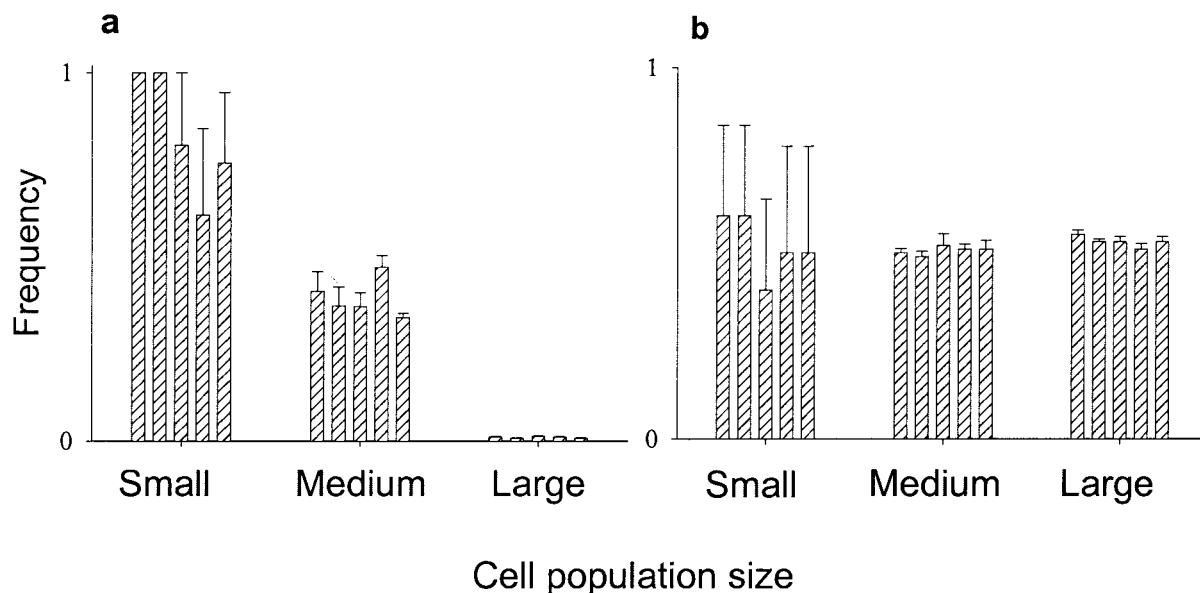 a
b
1
1
Frequency
0
0
Small
Medium
Large
Small
Medium
Large
Cell population size